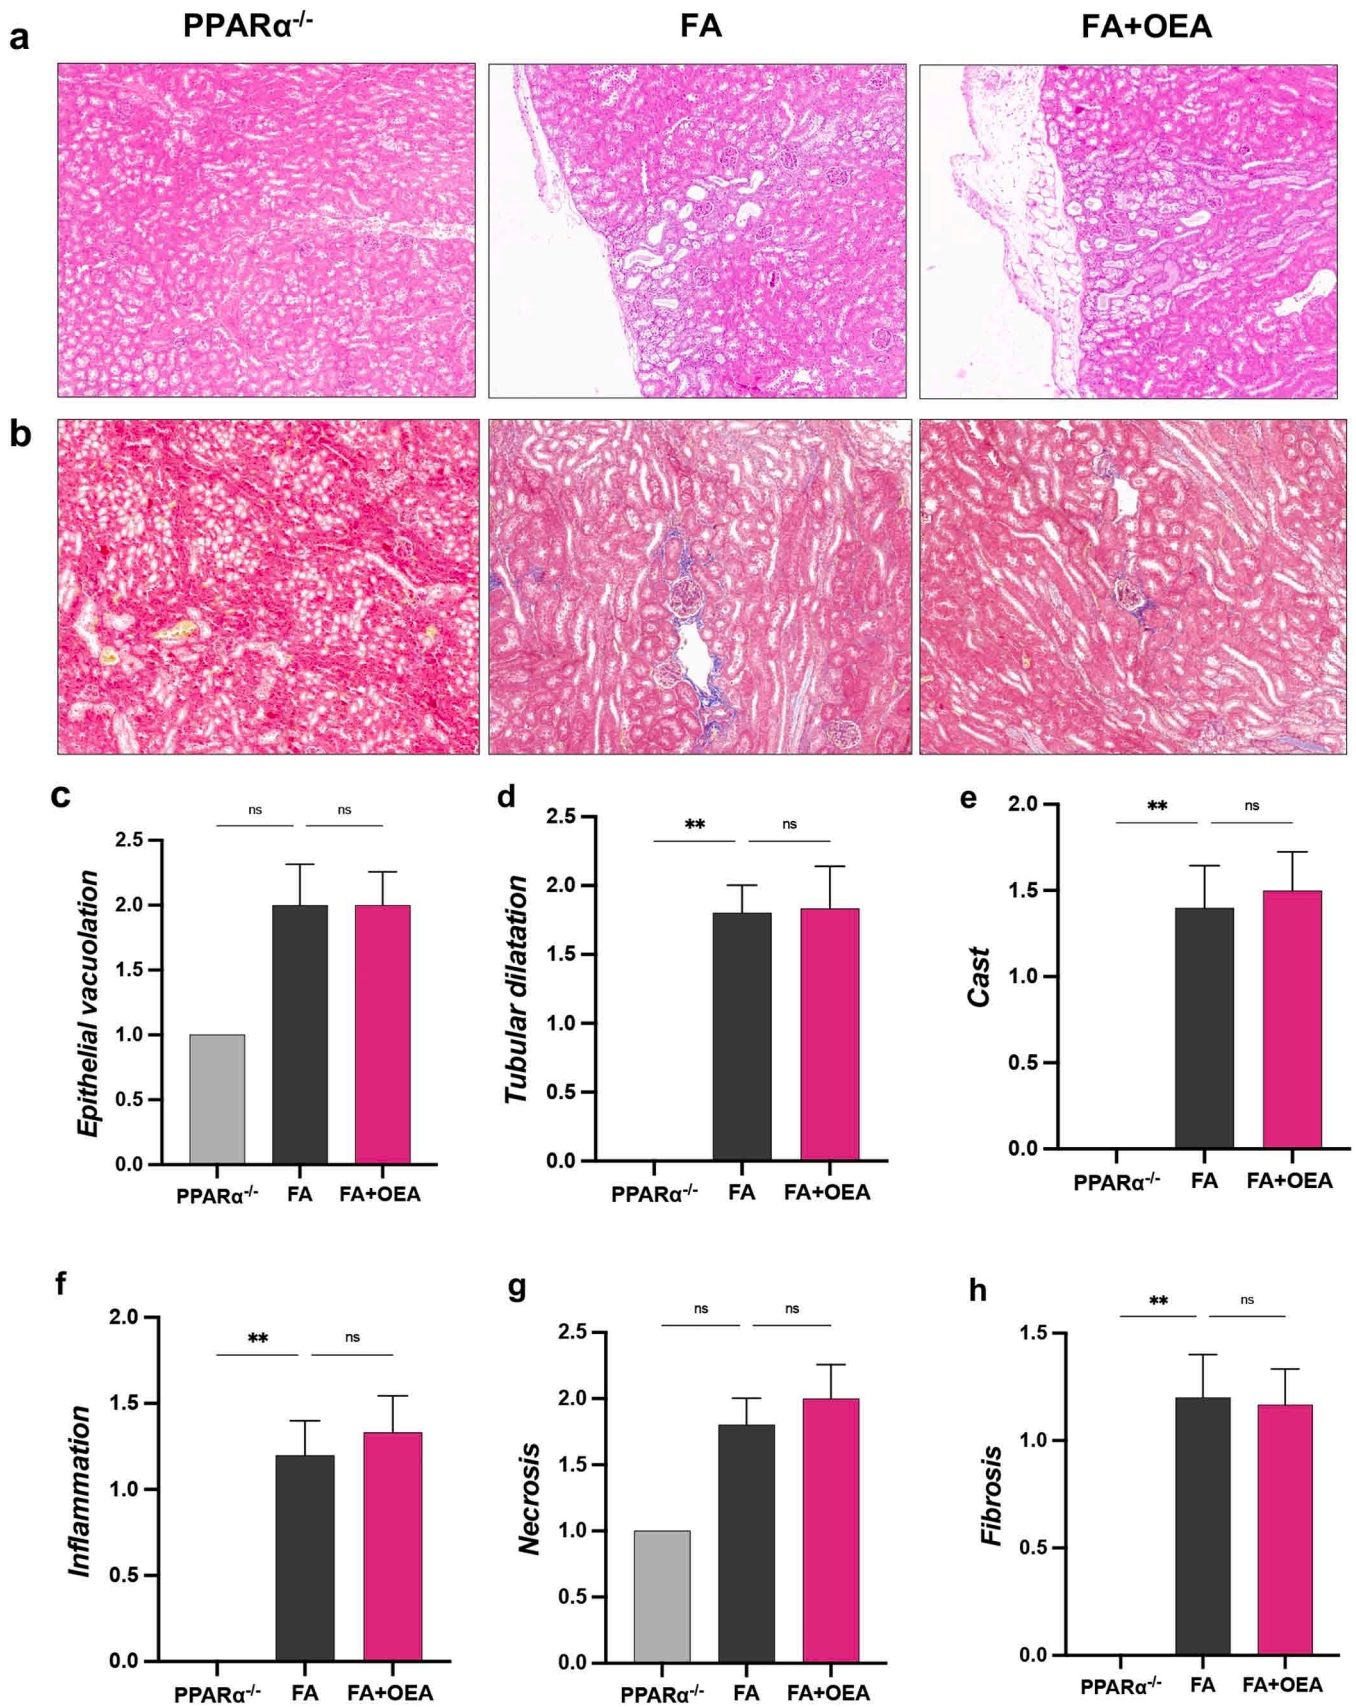 a
PPARα-/-
FA
FA+OEA
b
c
ns
ns
Epithelial vacuolation
2.5
2.0
1.5
1.0
0.5
0.0
PPARα-/-
FA
FA+OEA
d
**
ns
Tubular dilatation
2.5
2.0
1.5
1.0
0.5
0.0
PPARα-/-
FA
FA+OEA
e
**
ns
Cast
2.0
1.5
1.0
0.5
0.0
PPARα-/-
FA
FA+OEA
f
**
ns
Inflammation
2.0
1.5
1.0
0.5
0.0
PPARα-/-
FA
FA+OEA
g
ns
ns
Necrosis
2.5
2.0
1.5
1.0
0.5
0.0
PPARα-/-
FA
FA+OEA
h
**
ns
Fibrosis
1.5
1.0
0.5
0.0
PPARα-/-
FA
FA+OEA